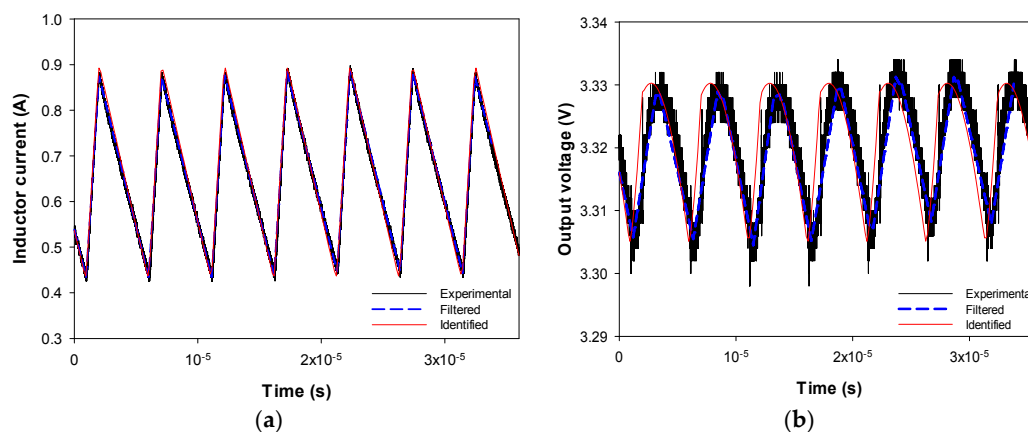 1.0
0.9
0.8
0.7
0.6
0.5
0.4
0.3
Inductor current (A)
Experimental
Filtered
Identified
0
10⁻⁵
2x10⁻⁵
3x10⁻⁵
Time (s)
(a)
3.34
3.33
3.32
3.31
3.30
3.29
Output voltage (V)
Experimenta
Filtered
Identified
0
10⁻⁵
2x10⁻⁵
3x10⁻⁵
Time (s)
(b)